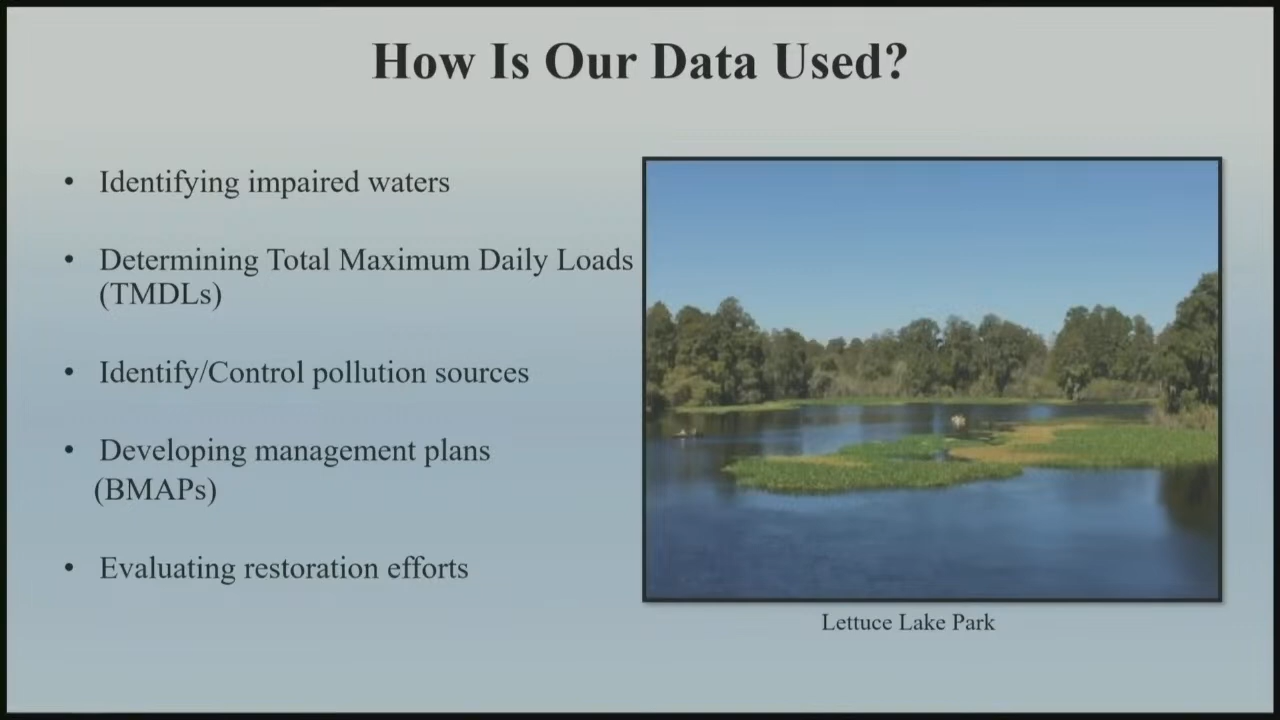 How Is Our Data Used?
• Identifying impaired waters
• Determining Total Maximum Daily Loads
(TMDLs)
• Identify/Control pollution sources
• Developing management plans
(BMAPs)
• Evaluating restoration efforts
Lettuce Lake Park